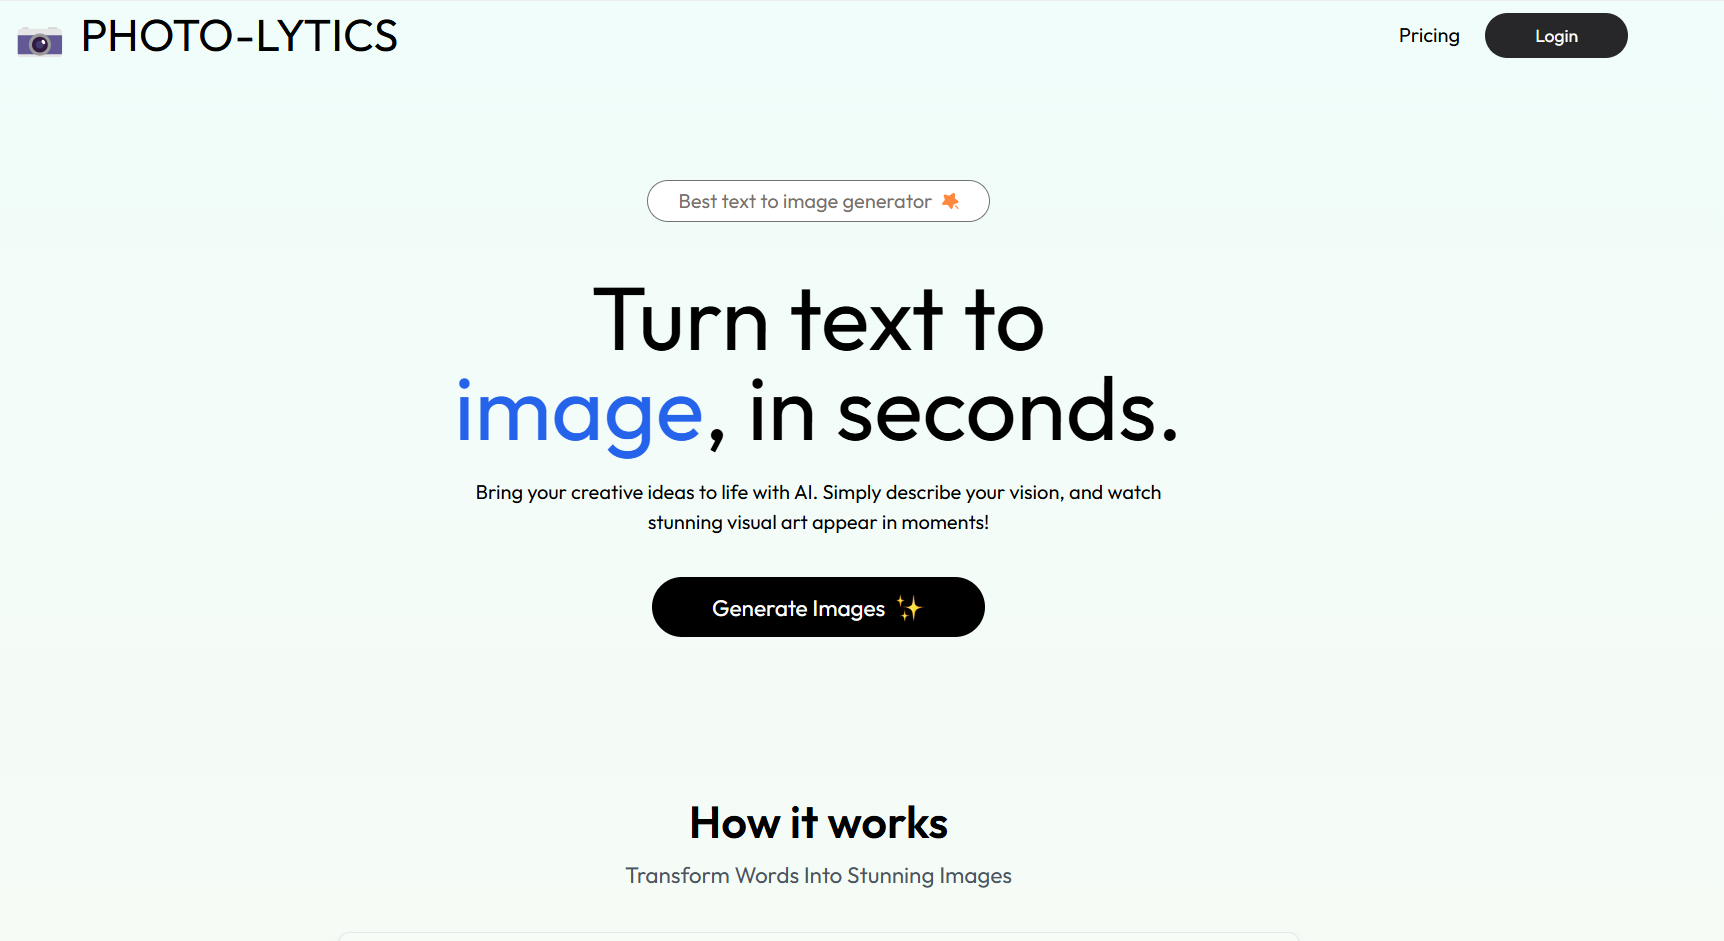 PHOTO-LYTICS
Pricing
Login
Best text to image generator
Turn text to
image, in seconds.
Bring your creative ideas to life with AI. Simply describe your vision, and watch
stunning visual art appear in moments!
Generate Images
How it works
Transform Words Into Stunning Images